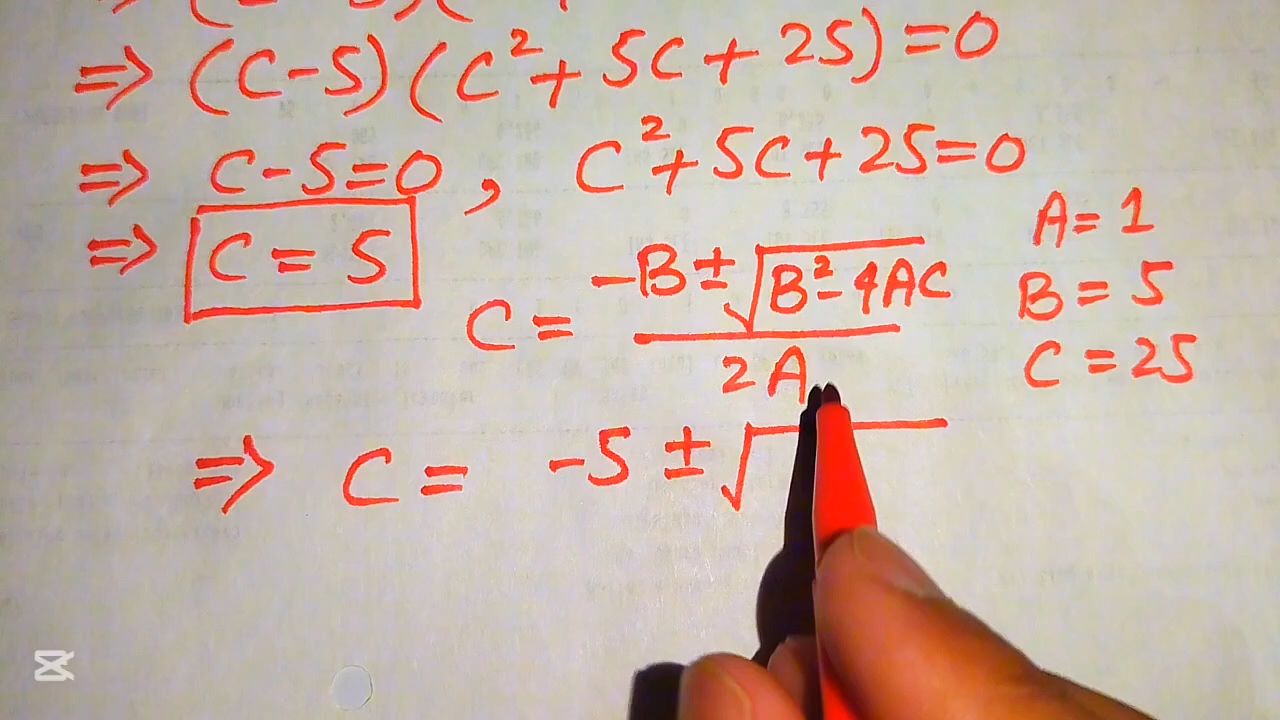 ⇒ (C-5)(C²+5C+25)=0
⇒ C-5=0, C²+5C+25=0
⇒ C=5
C = (-B±√(B²-4AC))/2A
A=1
B=5
C=25
⇒ C = -5 ± √